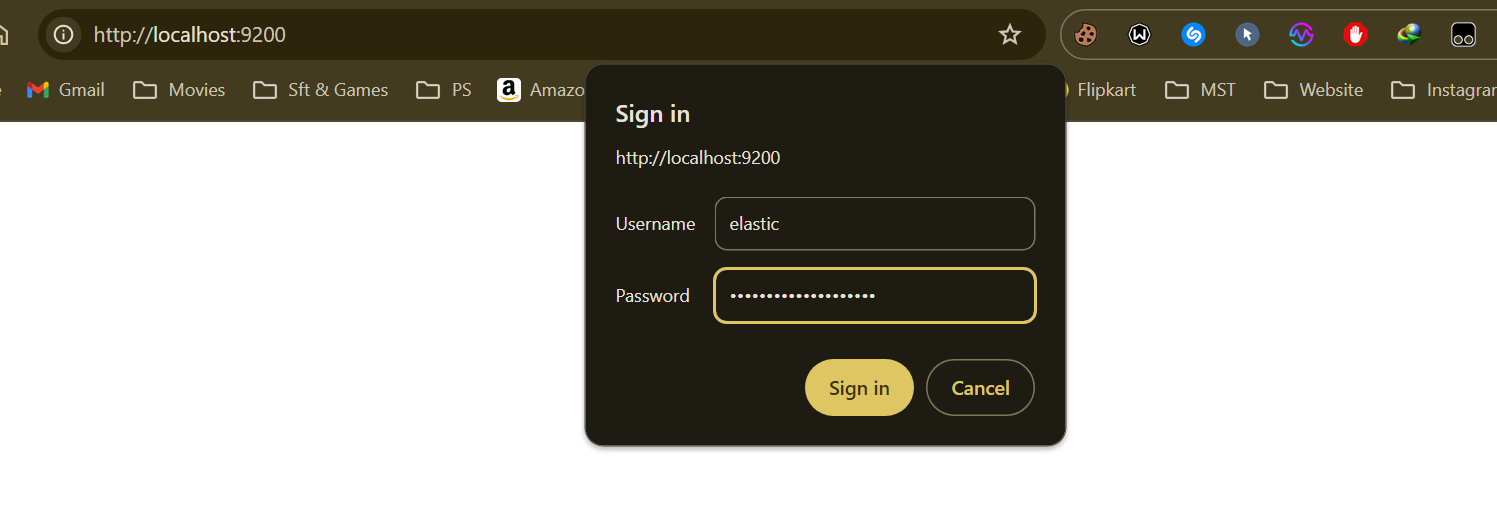 http://localhost:9200
Gmail Movies Sft & Games PS Amazo Flipkart MST Website Instagram
Sign in
http://localhost:9200
Username elastic
Password ••••••••••••••••••••
Sign in Cancel